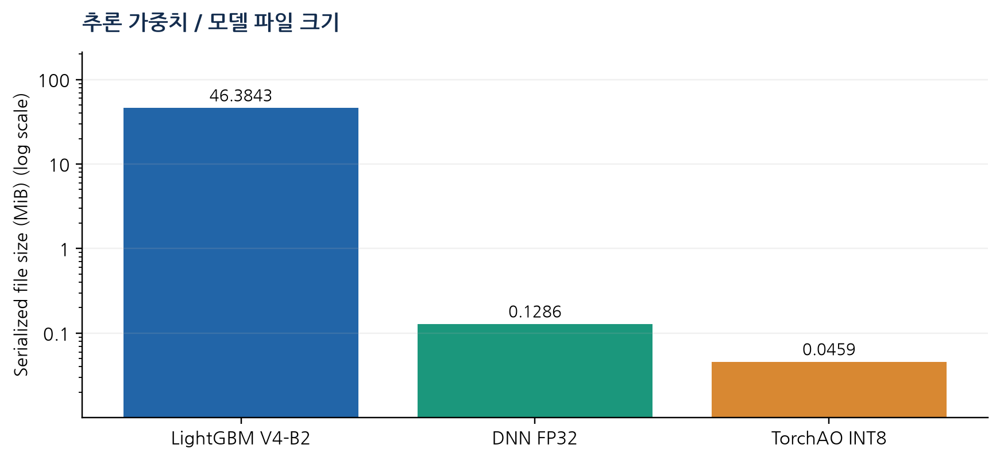 추론 가중치 / 모델 파일 크기
Serialized file size (MiB) (log scale)
100
10
1
0.1
46.3843
0.1286
0.0459
LightGBM V4-B2
DNN FP32
TorchAO INT8